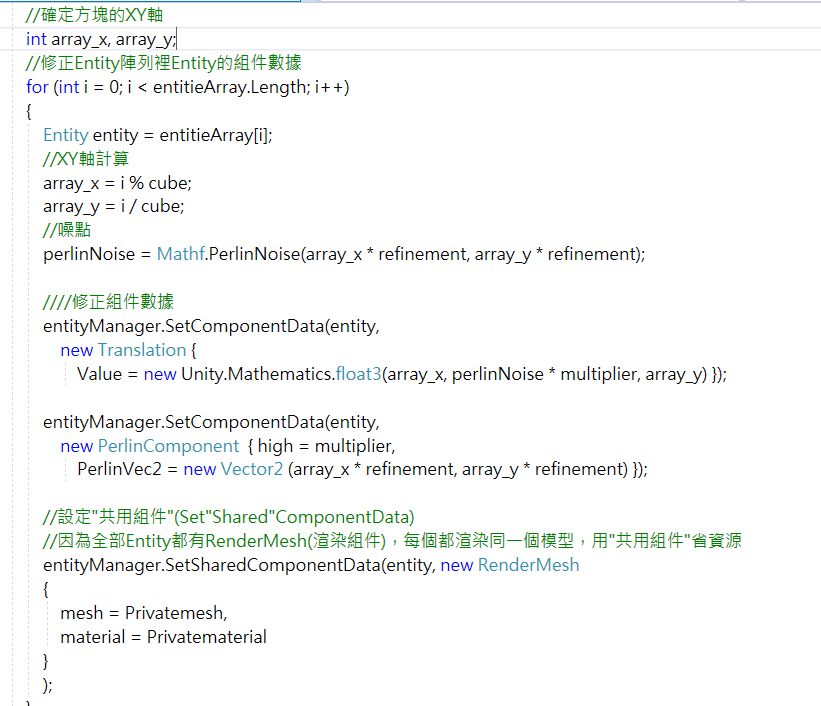 //確定方塊的XY軸
int array_x, array_y;
//修正Entity陣列裡Entity的組件數據
for (int i = 0; i < entitieArray.Length; i++)
{
Entity entity = entitieArray[i];
//XY軸計算
array_x = i % cube;
array_y = i / cube;
//噪點
perlinNoise = Mathf.PerlinNoise(array_x * refinement, array_y * refinement);
////修正組件數據
entityManager.SetComponentData(entity,
new Translation {
Value = new Unity.Mathematics.float3(array_x, perlinNoise * multiplier, array_y) });
entityManager.SetComponentData(entity,
new PerlinComponent { high = multiplier,
PerlinVec2 = new Vector2 (array_x * refinement, array_y * refinement) });
//設定"共用組件"(Set"Shared"ComponentData)
//因為全部Entity都有RenderMesh(渲染組件)，每個都渲染同一個模型，用"共用組件"省資源
entityManager.SetSharedComponentData(entity, new RenderMesh
{
mesh = Privatemesh,
material = Privatematerial
}
);
}